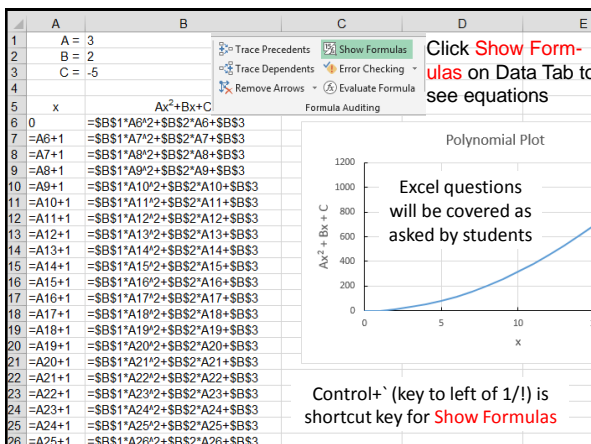 A B C D E
1 A = 3
2 B = 2
3 C = -5
4
5 x Ax²+Bx+C
6 0 =$B$1*A6^2+$B$2*A6+$B$3
7 =A6+1 =$B$1*A7^2+$B$2*A7+$B$3
8 =A7+1 =$B$1*A8^2+$B$2*A8+$B$3
9 =A8+1 =$B$1*A9^2+$B$2*A9+$B$3
10 =A9+1 =$B$1*A10^2+$B$2*A10+$B$3
11 =A10+1 =$B$1*A11^2+$B$2*A11+$B$3
12 =A11+1 =$B$1*A12^2+$B$2*A12+$B$3
13 =A12+1 =$B$1*A13^2+$B$2*A13+$B$3
14 =A13+1 =$B$1*A14^2+$B$2*A14+$B$3
15 =A14+1 =$B$1*A15^2+$B$2*A15+$B$3
16 =A15+1 =$B$1*A16^2+$B$2*A16+$B$3
17 =A16+1 =$B$1*A17^2+$B$2*A17+$B$3
18 =A17+1 =$B$1*A18^2+$B$2*A18+$B$3
19 =A18+1 =$B$1*A19^2+$B$2*A19+$B$3
20 =A19+1 =$B$1*A20^2+$B$2*A20+$B$3
21 =A20+1 =$B$1*A21^2+$B$2*A21+$B$3
22 =A21+1 =$B$1*A22^2+$B$2*A22+$B$3
23 =A22+1 =$B$1*A23^2+$B$2*A23+$B$3
24 =A23+1 =$B$1*A24^2+$B$2*A24+$B$3
25 =A24+1 =$B$1*A25^2+$B$2*A25+$B$3
26 =A25+1 =$B$1*A26^2+$B$2*A26+$B$3
Trace Precedents Show Formulas
Trace Dependents Error Checking
Remove Arrows Evaluate Formula
Formula Auditing
Click Show Form-
ulas on Data Tab to
see equations
Polynomial Plot
1200
1000
800
600
400
200
0
Ax² + Bx + C
0 5 10
x
Excel questions
will be covered as
asked by students
Control+` (key to left of 1/!) is
shortcut key for Show Formulas